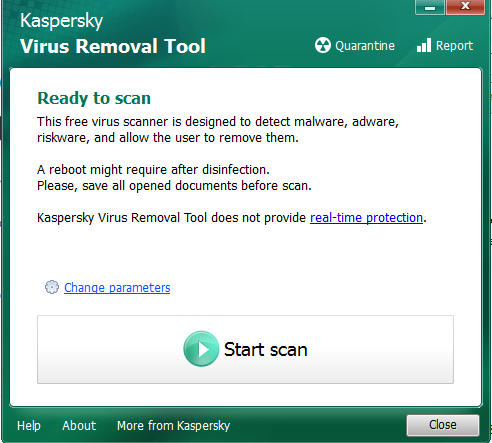 Kaspersky
Virus Removal Tool
Quarantine
Report
Ready to scan
This free virus scanner is designed to detect malware, adware,
riskware, and allow the user to remove them.
A reboot might require after disinfection.
Please, save all opened documents before scan.
Kaspersky Virus Removal Tool does not provide real-time protection.
Change parameters
Start scan
Help
About
More from Kaspersky
Close